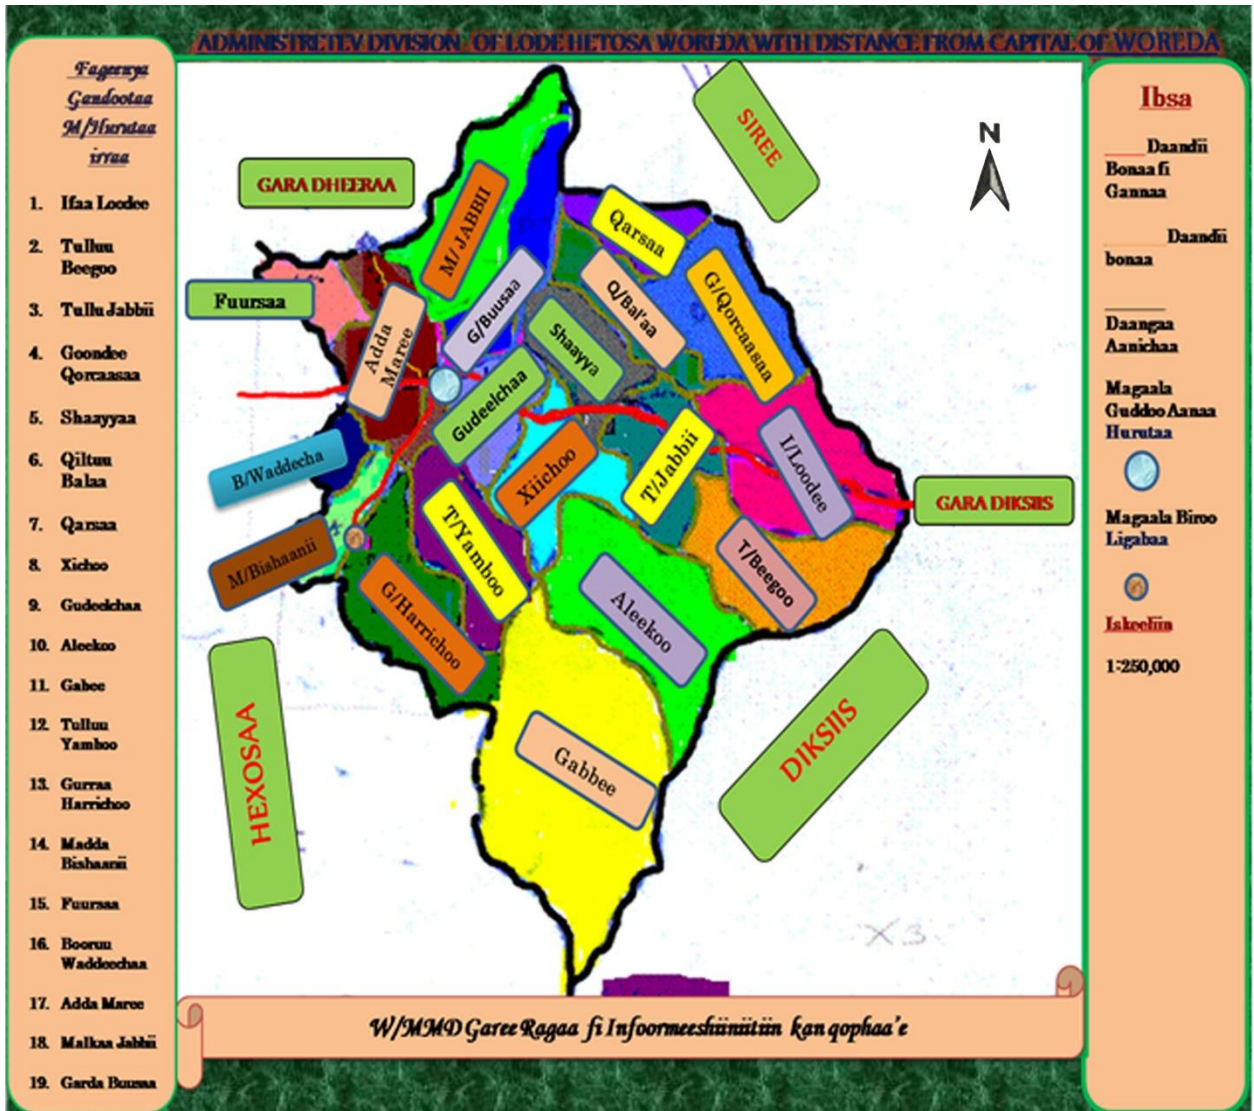 ADMINISTRETEV DIVISION OF LODE HETOSA WOREDA WITH DISTANCE FROM CAPITAL OF WOREDA
Fageenya
Gandootaa
M/Hurutaa
irraa
1. Ifaa Loodee
2. Tulluu
Beegoo
3. Tullu Jabbii
4. Goondee
Qorcaasaa
5. Shaayyaa
6. Qiltuu
Balaa
7. Qarsaa
8. Xichoo
9. Gudeelchaa
10. Aleekoo
11. Gabee
12. Tulluu
Yamboo
13. Gurraa
Harrichoo
14. Madda
Bishaanii
15. Fuursaa
16. Booruu
Waddeechaa
17. Adda Maree
18. Malkaa Jabbii
19. Garda Buusaa
SIREE
N
GARA DHEERAA
M/JABBII
Qarsaa
Fuursaa
G/Buusaa
Q/Bal'aa
G/Qorcaasaa
Adda
Maree
Shaayya
Gudeelchaa
B/Waddecha
Xiichoo
T/Jabbii
I/Loodee
GARA DIKSIIS
M/Bishaanii
T/Yamboo
T/Beegoo
G/Harrichoo
Aleekoo
HEXOSAA
Gabbee
DIKSIIS
X3
W/MMD Garee Ragaa fi Infoormeeshiiniitiin kan qophaa'e
Ibsa
Daandii
Bonaa fi
Gannaa
Daandii
bonaa
Daangaa
Aanichaa
Magaala
Guddoo Aanaa
Hurutaa
Magaala Biroo
Ligabaa
Iskeeliin
1:250,000